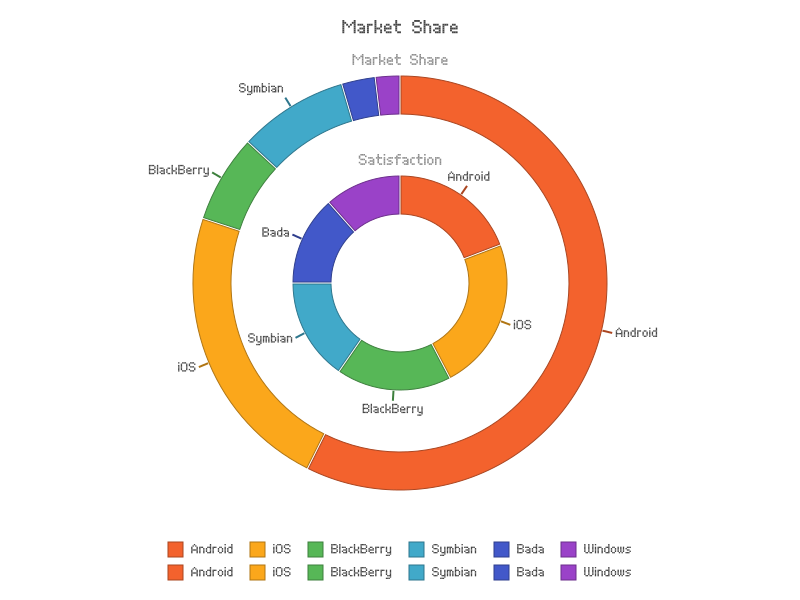 Market Share
Market Share
Symbian
BlackBerry
Satisfaction
Android
Bada
iOS
Android
Symbian
iOS
BlackBerry
Android iOS BlackBerry Symbian Bada Windows
Android iOS BlackBerry Symbian Bada Windows